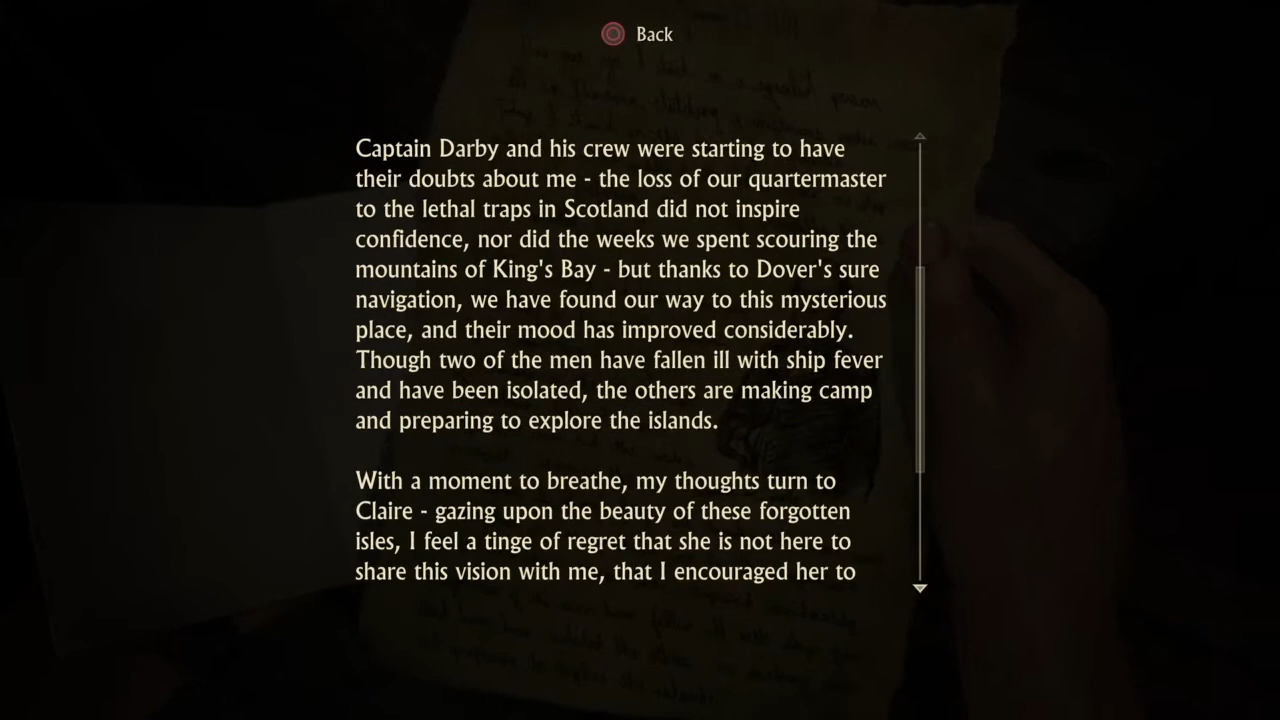 Back
Captain Darby and his crew were starting to have
their doubts about me - the loss of our quartermaster
to the lethal traps in Scotland did not inspire
confidence, nor did the weeks we spent scouring the
mountains of King's Bay - but thanks to Dover's sure
navigation, we have found our way to this mysterious
place, and their mood has improved considerably.
Though two of the men have fallen ill with ship fever
and have been isolated, the others are making camp
and preparing to explore the islands.
With a moment to breathe, my thoughts turn to
Claire - gazing upon the beauty of these forgotten
isles, I feel a tinge of regret that she is not here to
share this vision with me, that I encouraged her to